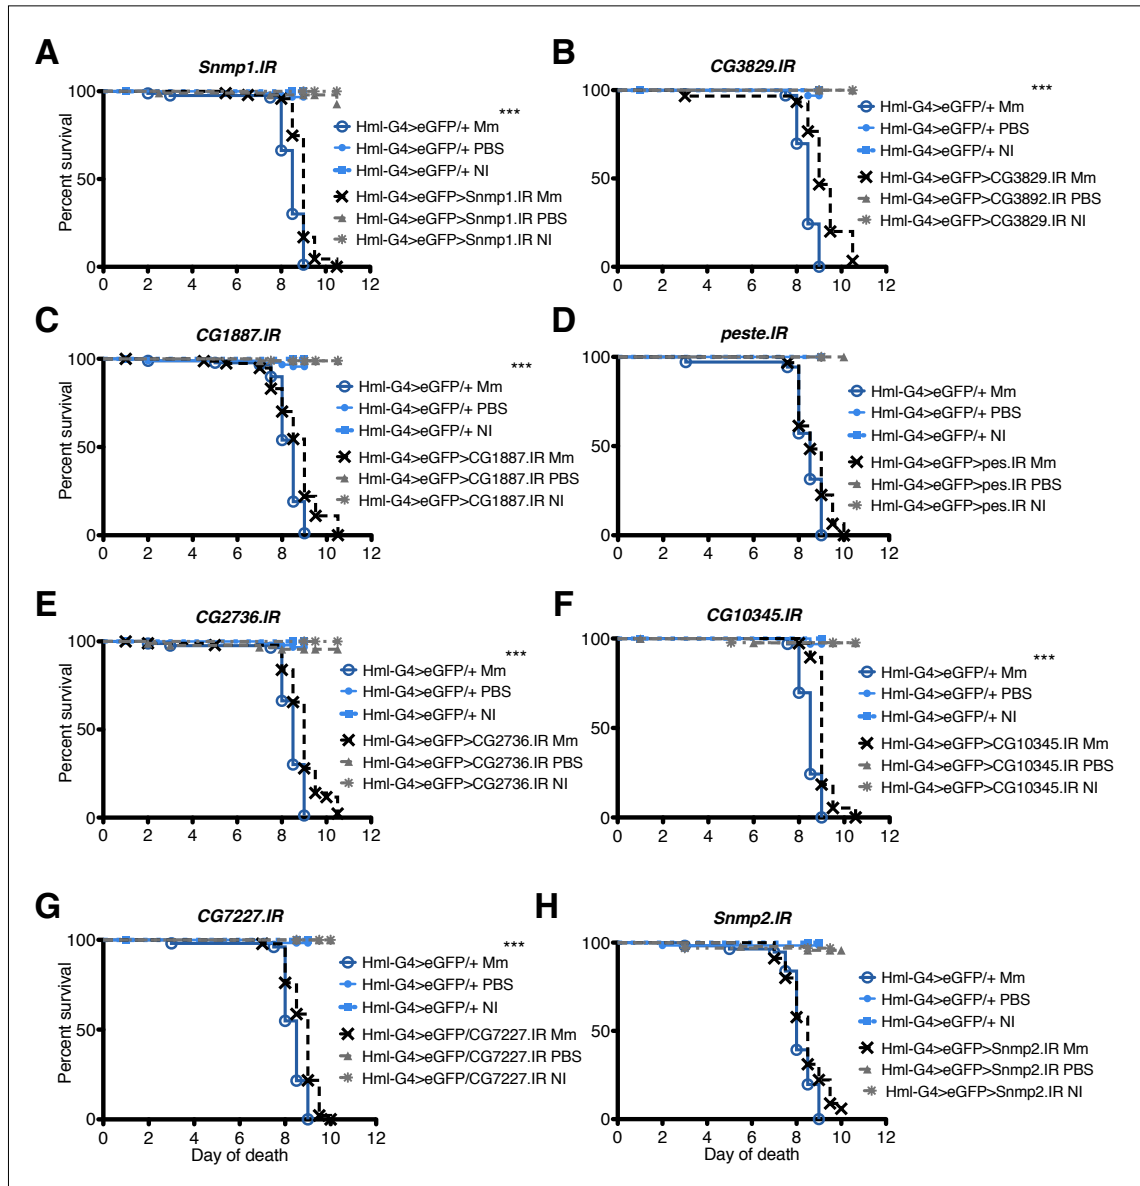 A
Snmp1.IR
Percent survival
100
50
0
0 2 4 6 8 10 12
***
Hml-G4>eGFP/+ Mm
Hml-G4>eGFP/+ PBS
Hml-G4>eGFP/+ NI
Hml-G4>eGFP>Snmp1.IR Mm
Hml-G4>eGFP>Snmp1.IR PBS
Hml-G4>eGFP>Snmp1.IR NI
B
CG3829.IR
100
50
0
0 2 4 6 8 10 12
***
Hml-G4>eGFP/+ Mm
Hml-G4>eGFP/+ PBS
Hml-G4>eGFP/+ NI
Hml-G4>eGFP>CG3829.IR Mm
Hml-G4>eGFP>CG3892.IR PBS
Hml-G4>eGFP>CG3829.IR NI
C
CG1887.IR
Percent survival
100
50
0
0 2 4 6 8 10 12
***
Hml-G4>eGFP/+ Mm
Hml-G4>eGFP/+ PBS
Hml-G4>eGFP/+ NI
Hml-G4>eGFP>CG1887.IR Mm
Hml-G4>eGFP>CG1887.IR PBS
Hml-G4>eGFP>CG1887.IR NI
D
peste.IR
100
50
0
0 2 4 6 8 10 12
Hml-G4>eGFP/+ Mm
Hml-G4>eGFP/+ PBS
Hml-G4>eGFP/+ NI
Hml-G4>eGFP>pes.IR Mm
Hml-G4>eGFP>pes.IR PBS
Hml-G4>eGFP>pes.IR NI
E
CG2736.IR
Percent survival
100
50
0
0 2 4 6 8 10 12
***
Hml-G4>eGFP/+ Mm
Hml-G4>eGFP/+ PBS
Hml-G4>eGFP/+ NI
Hml-G4>eGFP>CG2736.IR Mm
Hml-G4>eGFP>CG2736.IR PBS
Hml-G4>eGFP>CG2736.IR NI
F
CG10345.IR
100
50
0
0 2 4 6 8 10 12
***
Hml-G4>eGFP/+ Mm
Hml-G4>eGFP/+ PBS
Hml-G4>eGFP/+ NI
Hml-G4>eGFP>CG10345.IR Mm
Hml-G4>eGFP>CG10345.IR PBS
Hml-G4>eGFP>CG10345.IR NI
G
CG7227.IR
Percent survival
100
50
0
0 2 4 6 8 10 12
Day of death
***
Hml-G4>eGFP/+ Mm
Hml-G4>eGFP/+ PBS
Hml-G4>eGFP/+ NI
Hml-G4>eGFP/CG7227.IR Mm
Hml-G4>eGFP/CG7227.IR PBS
Hml-G4>eGFP/CG7227.IR NI
H
Snmp2.IR
100
50
0
0 2 4 6 8 10 12
Day of death
Hml-G4>eGFP/+ Mm
Hml-G4>eGFP/+ PBS
Hml-G4>eGFP/+ NI
Hml-G4>eGFP>Snmp2.IR Mm
Hml-G4>eGFP>Snmp2.IR PBS
Hml-G4>eGFP>Snmp2.IR NI